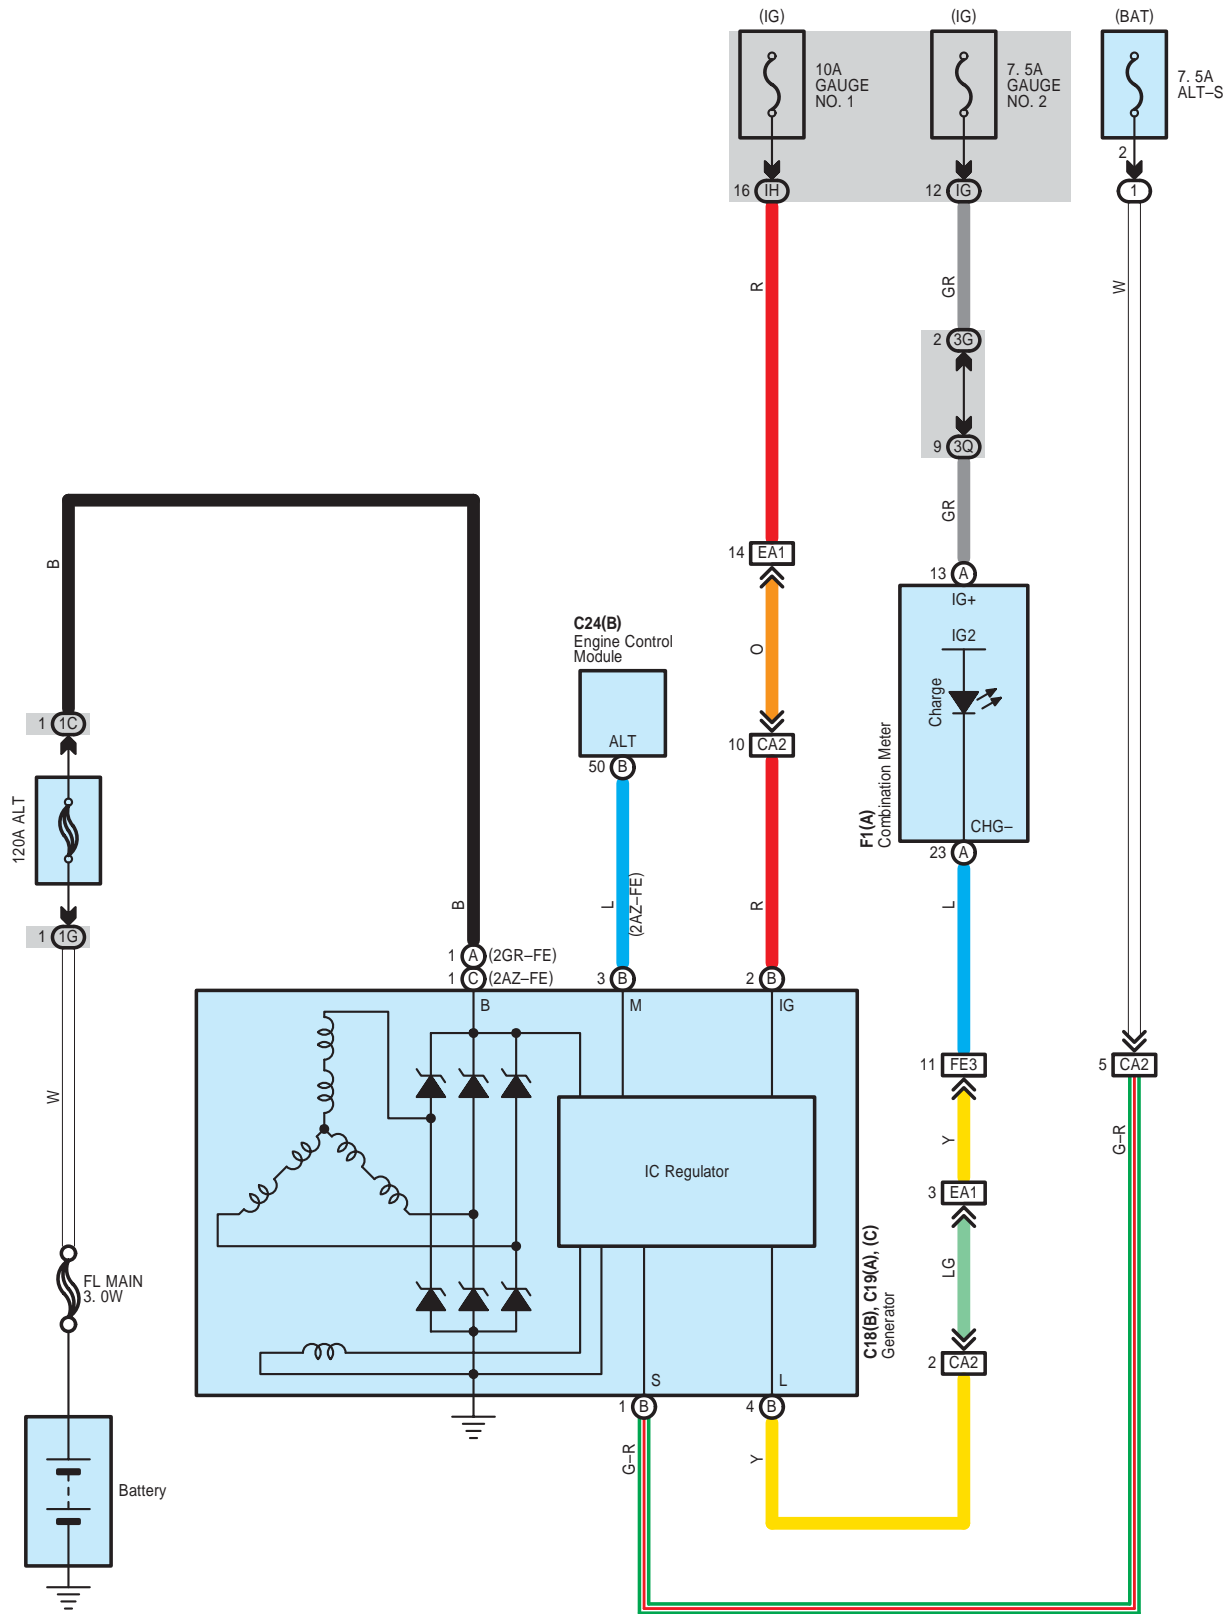 (IG)
(IG)
(BAT)
10A
GAUGE
NO. 1
7. 5A
GAUGE
NO. 2
7. 5A
ALT–S
2
16 IH
12 IG
1
R
GR
W
2 3G
9 3Q
GR
B
14 EA1
13 A
IG+
IG2
Charge
CHG–
F1(A)
Combination Meter
C24(B)
Engine Control
Module
ALT
50 B
O
1 1C
10 CA2
120A ALT
23 A
L
(2AZ–FE)
B
R
L
1 1G
1 A (2GR–FE)
1 C (2AZ–FE)
3 B
2 B
B
M
IG
11 FE3
5 CA2
W
Y
G–R
IC Regulator
3 EA1
LG
C18(B), C19(A), (C)
Generator
FL MAIN
3. 0W
2 CA2
S
L
1 B
4 B
G–R
Y
Battery